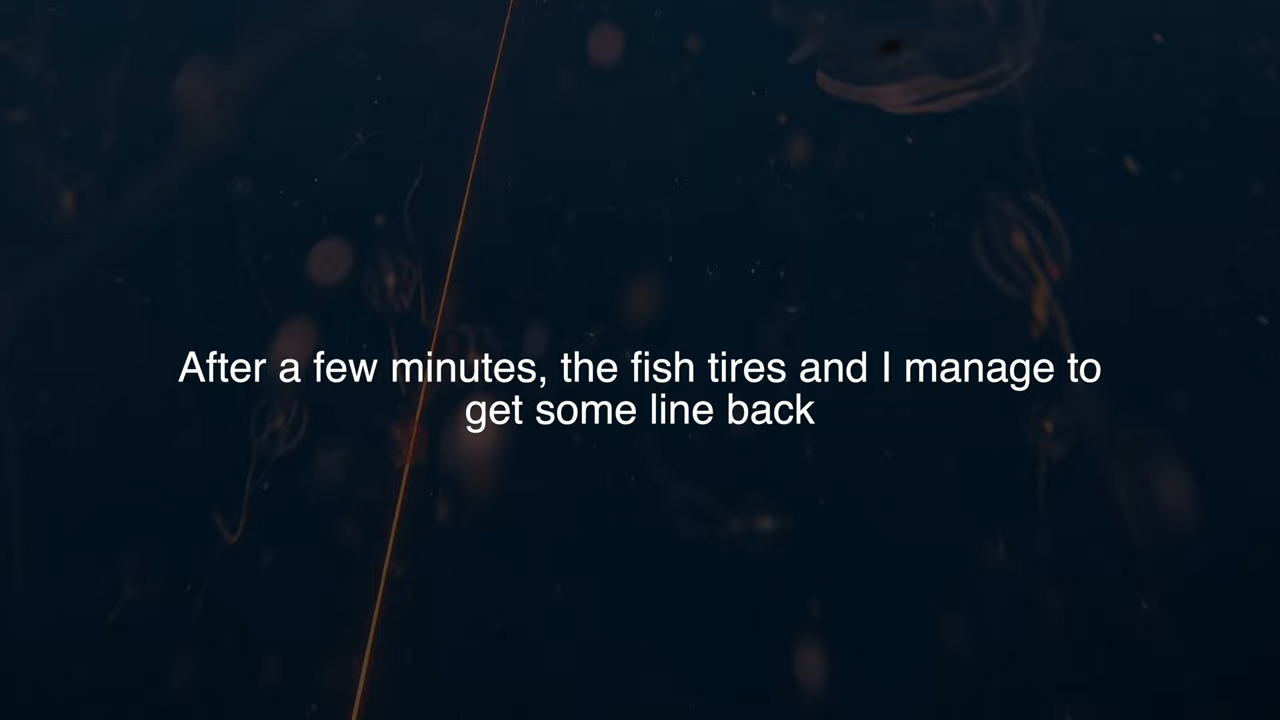 After a few minutes, the fish tires and I manage to
get some line back